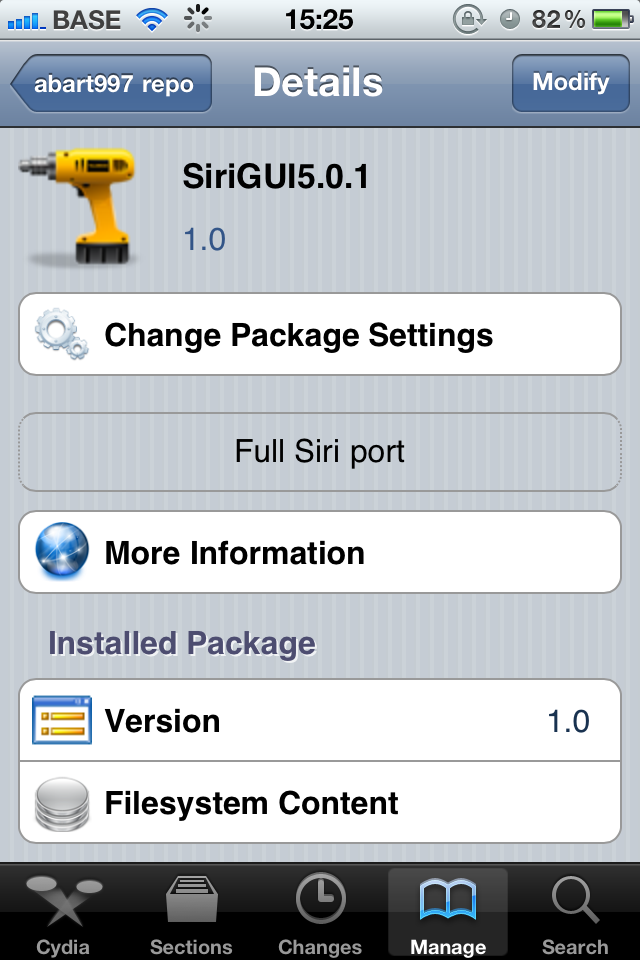 BASE 15:25 82%
abart997 repo Details Modify
SiriGUI5.0.1
1.0
Change Package Settings
Full Siri port
More Information
Installed Package
Version 1.0
Filesystem Content
Cydia Sections Changes Manage Search